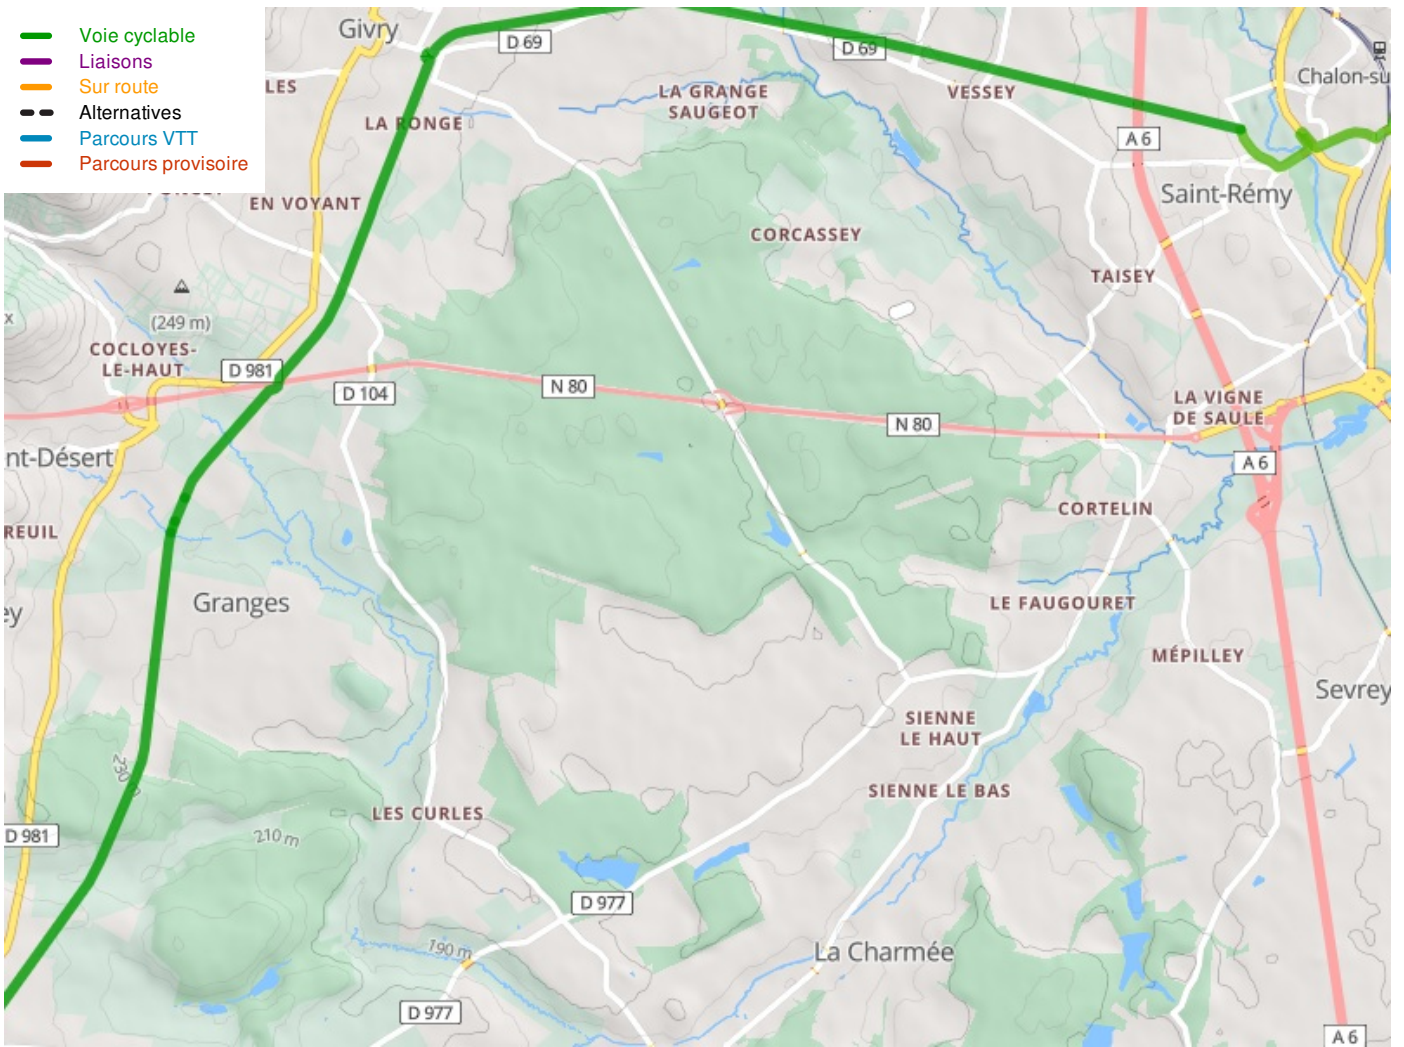 Voie cyclable
Liaisons
Sur route
Alternatives
Parcours VTT
Parcours provisoire
Givry
D 69
D 69
Chalon-su
LES
LA GRANGE
SAUGEOT
VESSEY
LA RONGE
A 6
Saint-Rémy
EN VOYANT
CORCASSEY
TAISEY
(249 m)
x
COCLOYES-
LE-HAUT
D 981
D 104
N 80
N 80
LA VIGNE
DE SAULE
nt-Désert
A 6
CORTELIN
REUIL
Granges
ey
LE FAUGOURET
MÉPILLEY
Sevrey
SIENNE
LE HAUT
230 m
SIENNE LE BAS
LES CURLES
D 981
210 m
D 977
190 m
La Charmée
D 977
A 6